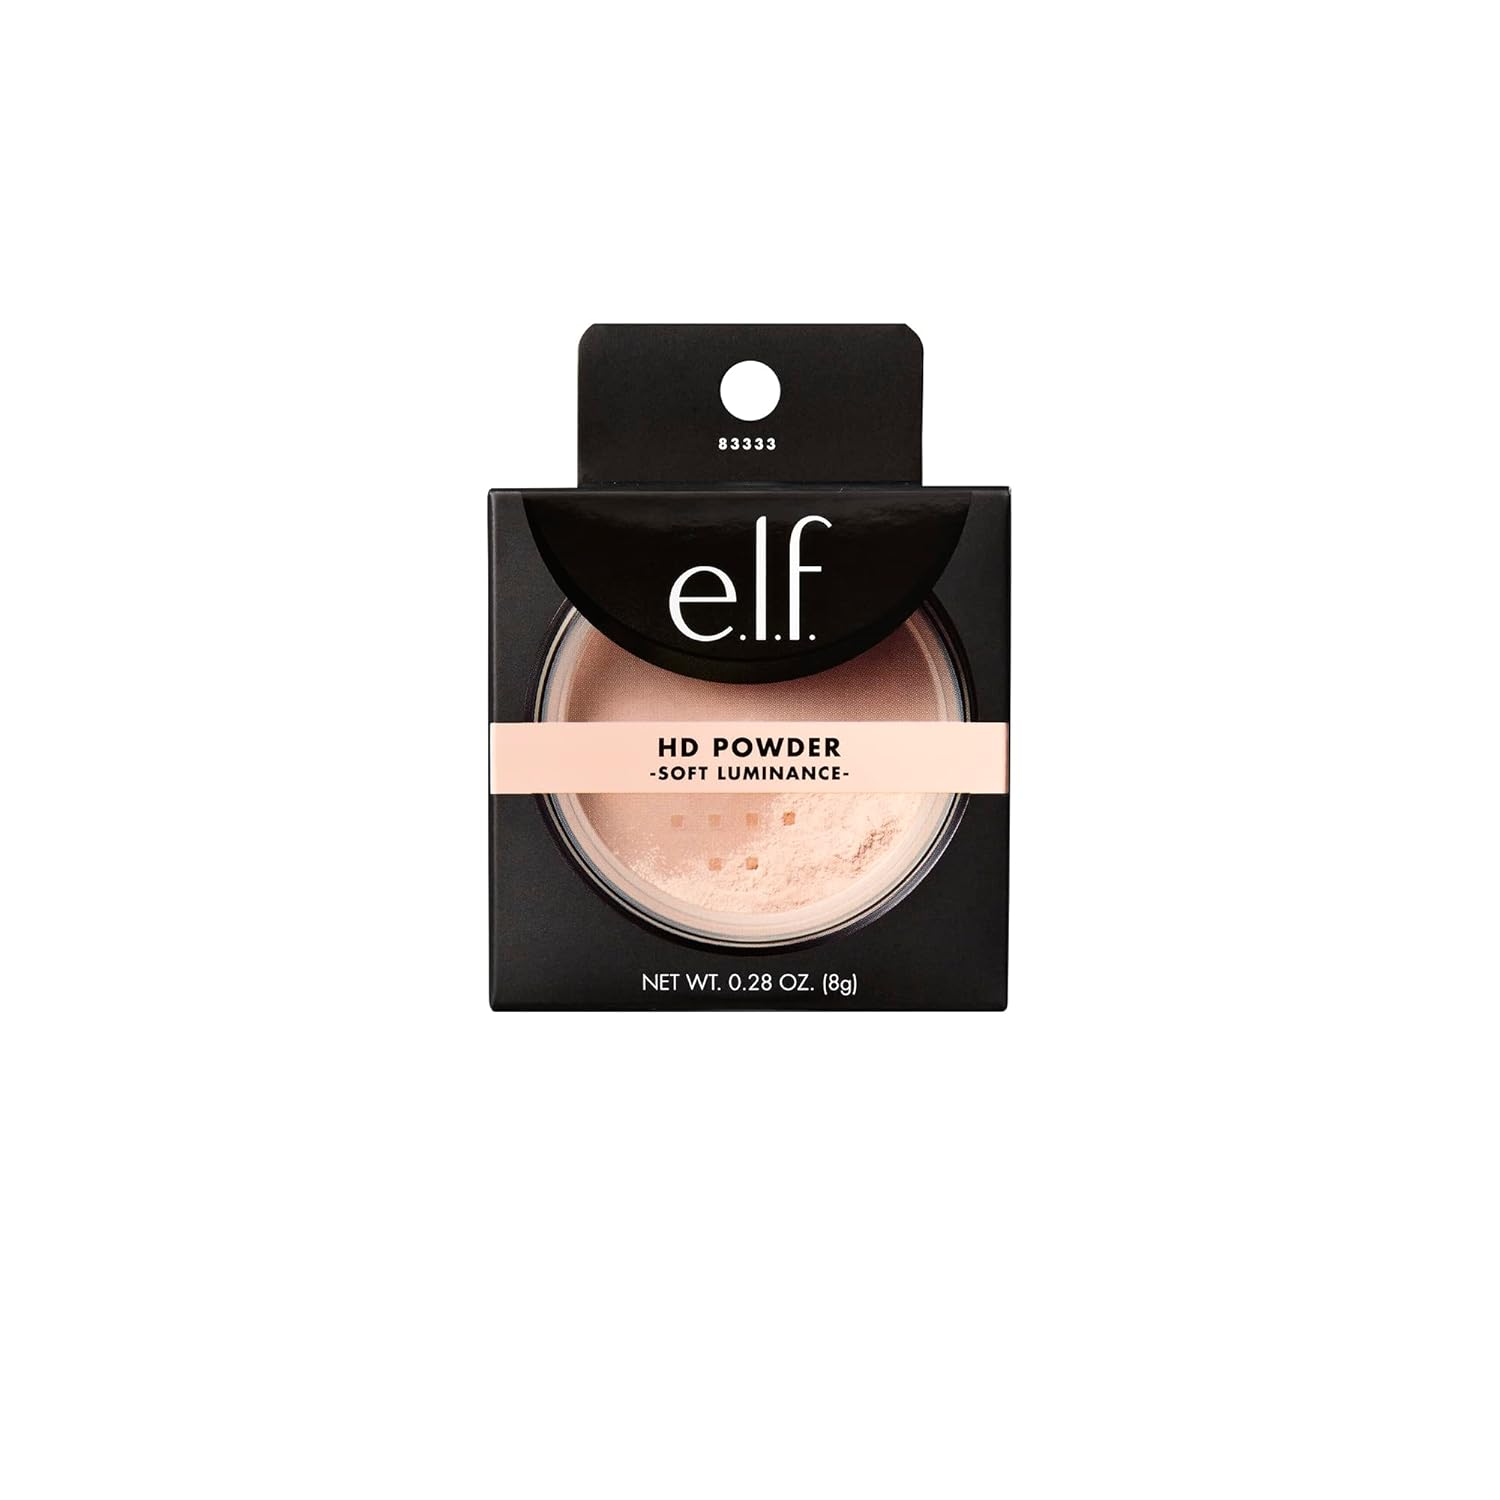 83333
e.l.f.
HD POWDER
-SOFT LUMINANCE-
NET WT. 0.28 OZ. (8g)